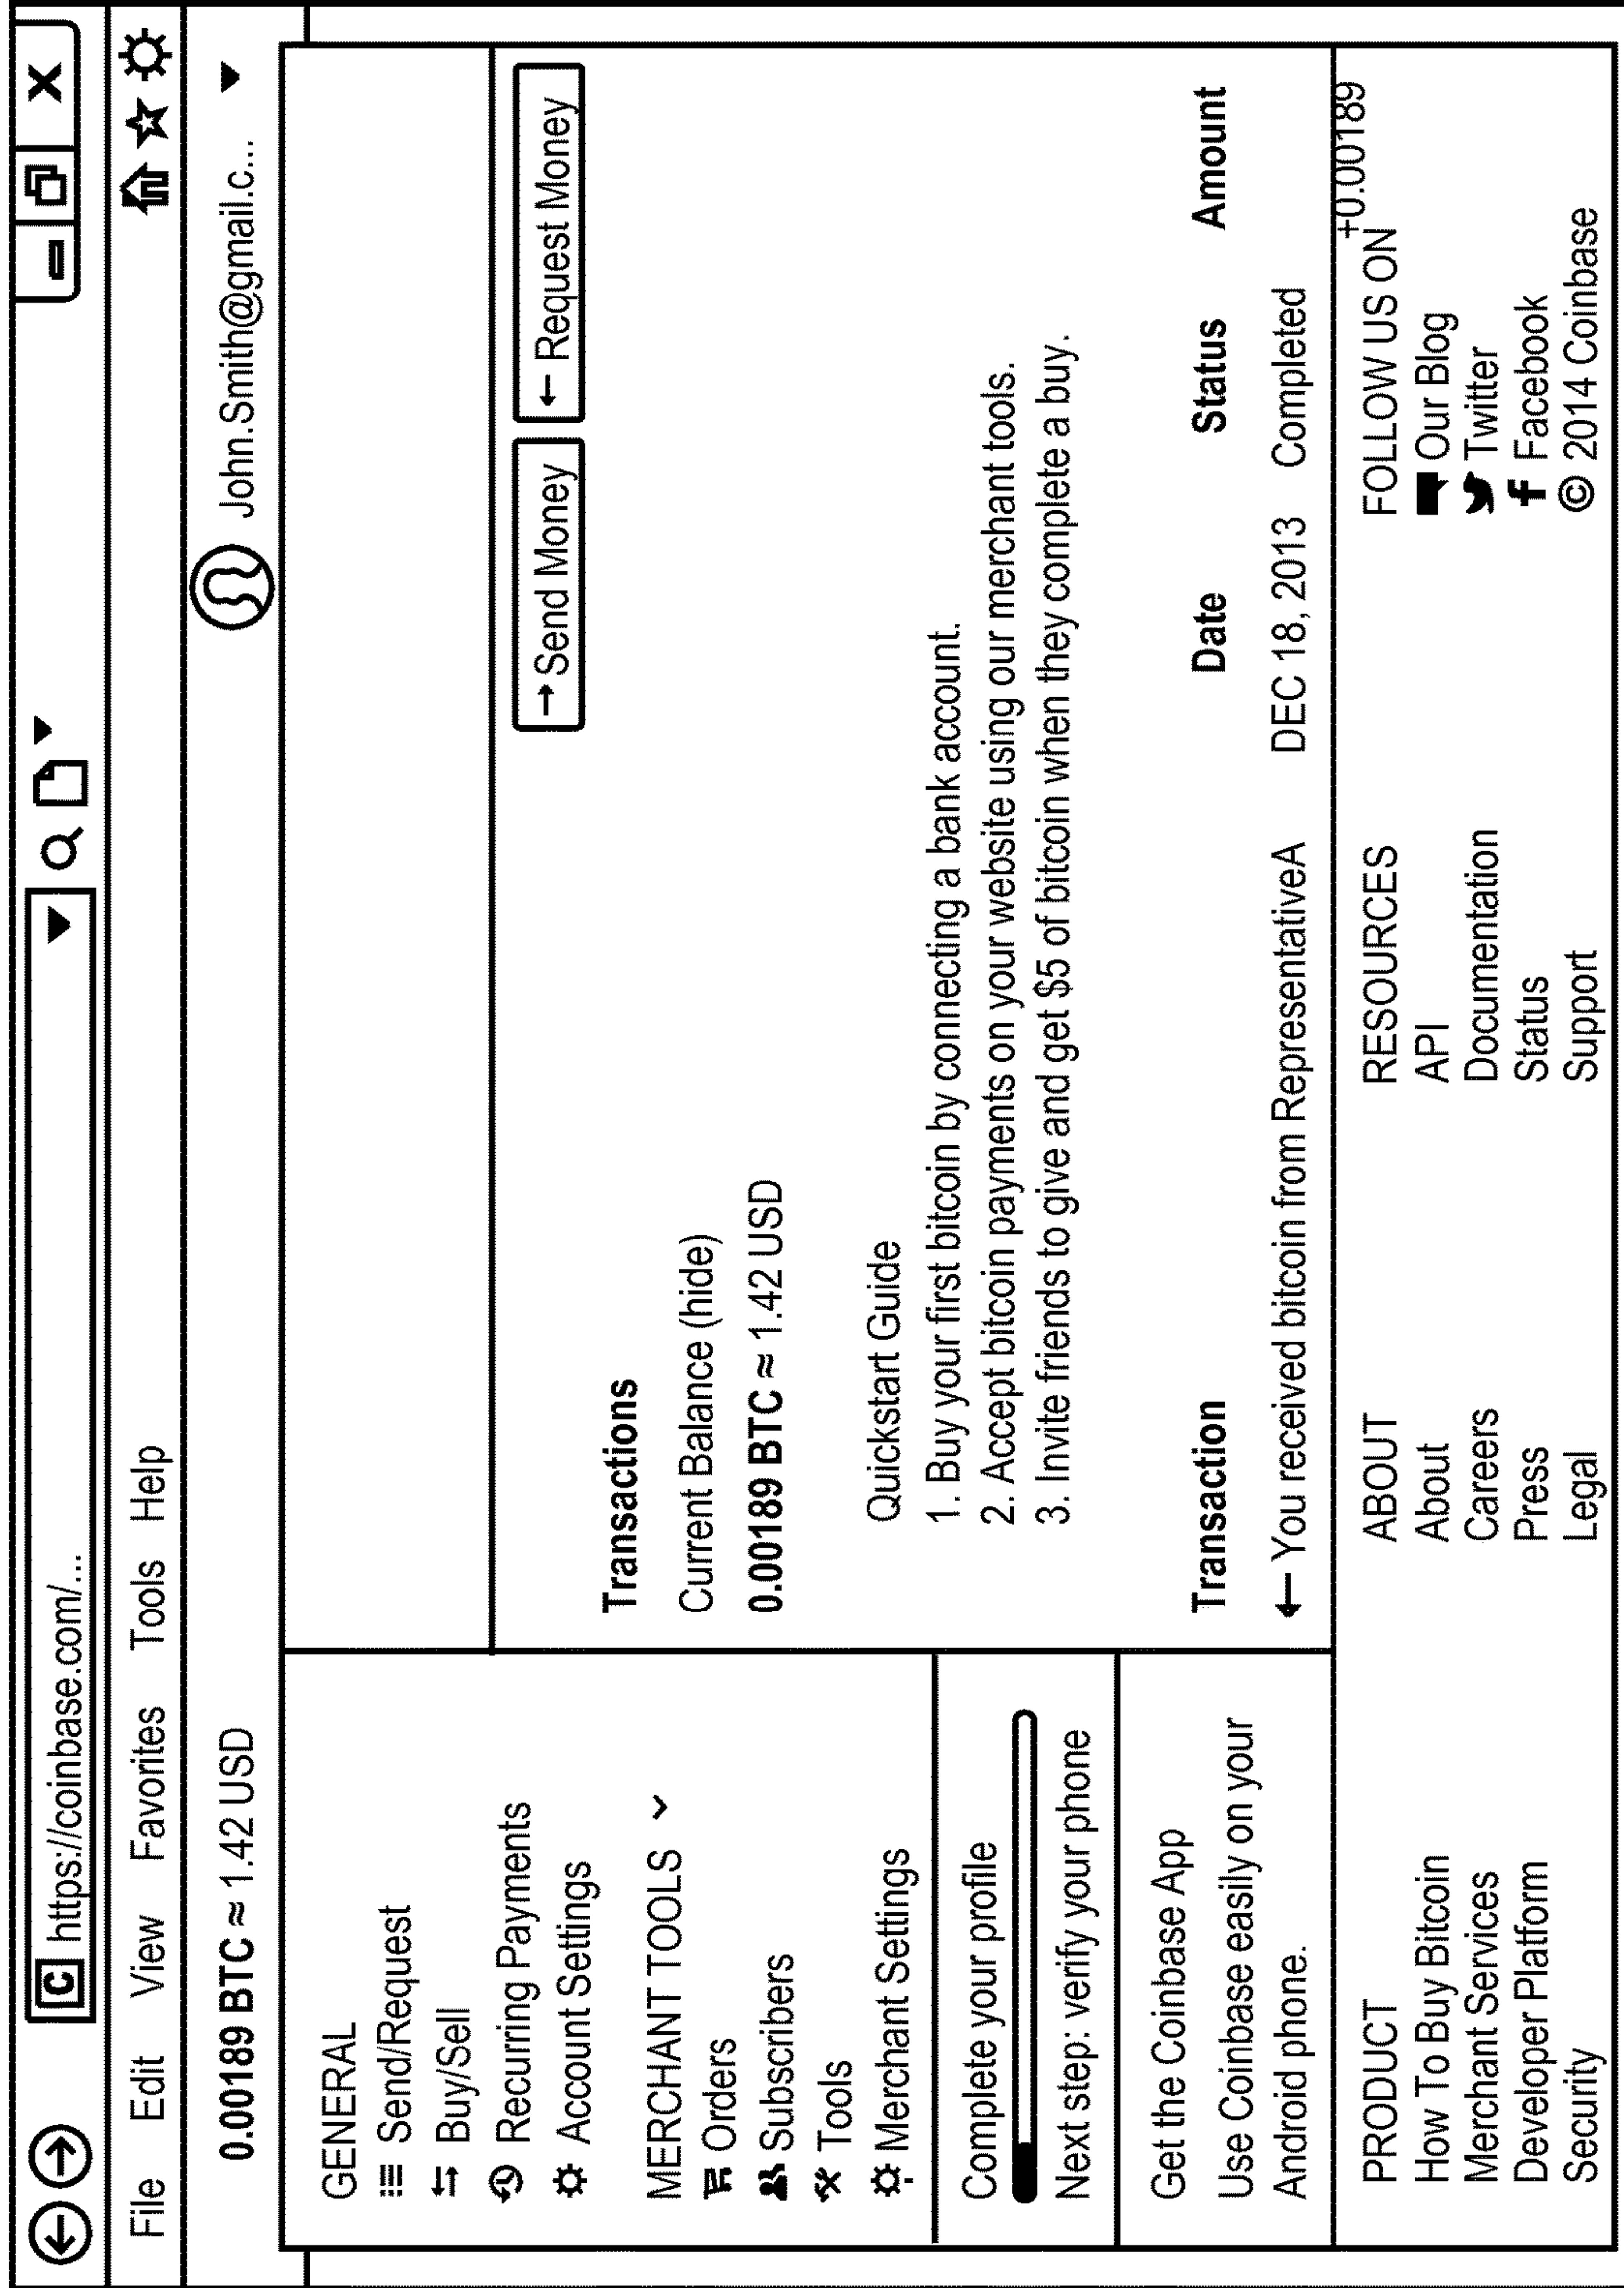 C https://coinbase.com/...
X
File Edit View Favorites Tools Help
0.00189 BTC ≈ 1.42 USD
John.Smith@gmail.c...
GENERAL
Send/Request
Buy/Sell
Recurring Payments
Account Settings
MERCHANT TOOLS
Orders
Subscribers
Tools
Merchant Settings
Complete your profile
Next step: verify your phone
Get the Coinbase App
Use Coinbase easily on your
Android phone.
→ Send Money
← Request Money
Transactions
Current Balance (hide)
0.00189 BTC ≈ 1.42 USD
Quickstart Guide
1. Buy your first bitcoin by connecting a bank account.
2. Accept bitcoin payments on your website using our merchant tools.
3. Invite friends to give and get $5 of bitcoin when they complete a buy.
Transaction Date Status Amount
← You received bitcoin from RepresentativeA DEC 18, 2013 Completed +0.00189
PRODUCT
How To Buy Bitcoin
Merchant Services
Developer Platform
Security
ABOUT
About
Careers
Press
Legal
RESOURCES
API
Documentation
Status
Support
FOLLOW US ON
Our Blog
Twitter
f Facebook
© 2014 Coinbase